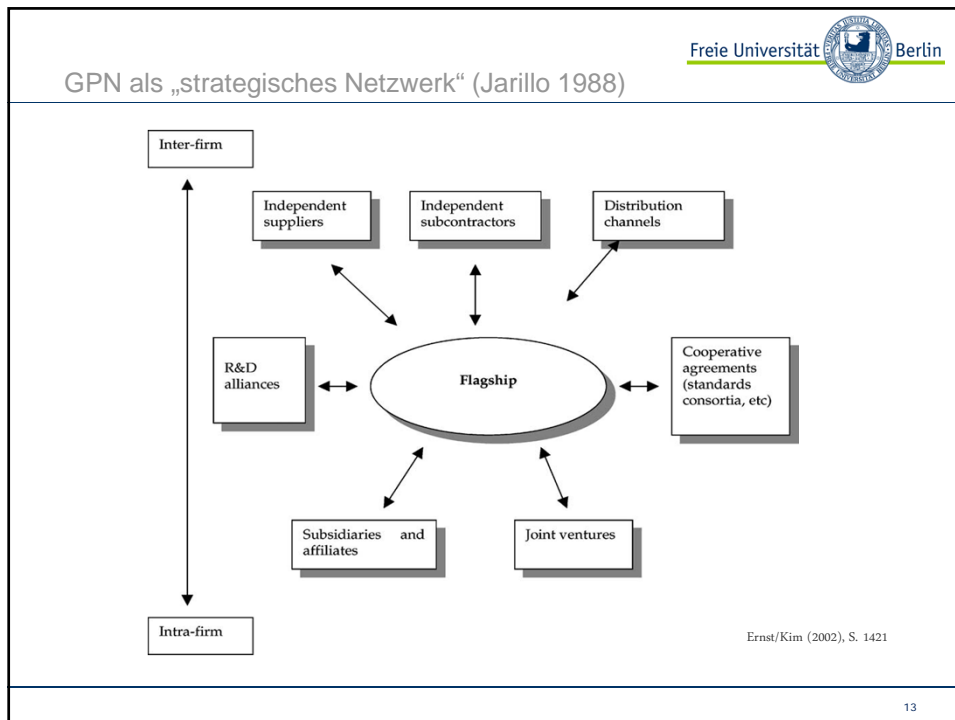 Freie Universität Berlin
GPN als „strategisches Netzwerk“ (Jarillo 1988)
Inter-firm
Independent
suppliers
Independent
subcontractors
Distribution
channels
R&D
alliances
Flagship
Cooperative
agreements
(standards
consortia, etc)
Subsidiaries and
affiliates
Joint ventures
Intra-firm
Ernst/Kim (2002), S. 1421
13